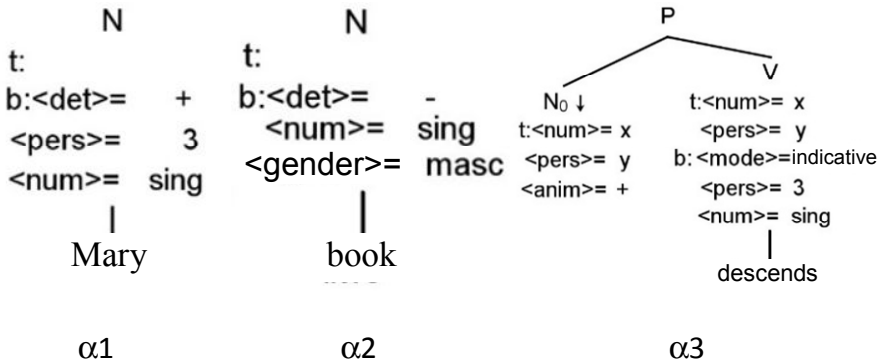 N
t:
b:<det>= +
<pers>= 3
<num>= sing
Mary
α1
N
t:
b:<det>= -
<num>= sing
<gender>= masc
book
α2
P
N₀ ↓
t:<num>= x
<pers>= y
<anim>= +
V
t:<num>= x
<pers>= y
b: <mode>=indicative
<pers>= 3
<num>= sing
descends
α3